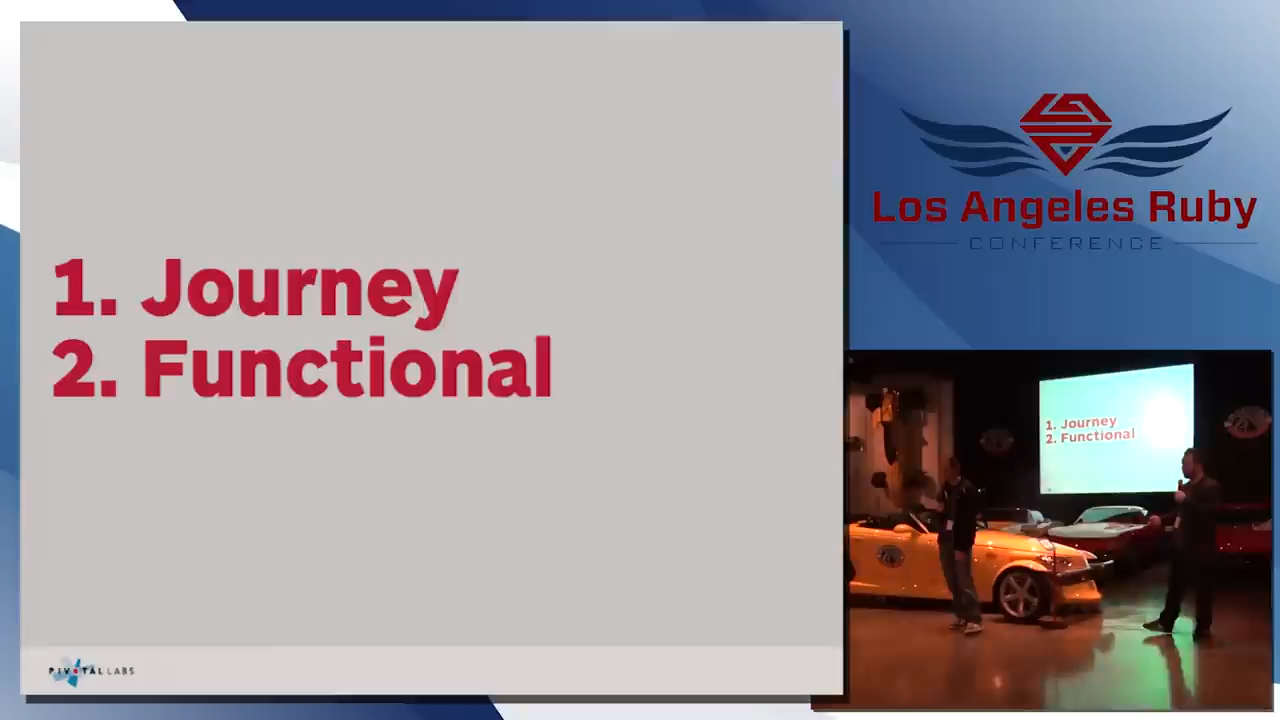 1. Journey
2. Functional
PIVOTAL LABS
Los Angeles Ruby
CONFERENCE
1. Journey
2. Functional